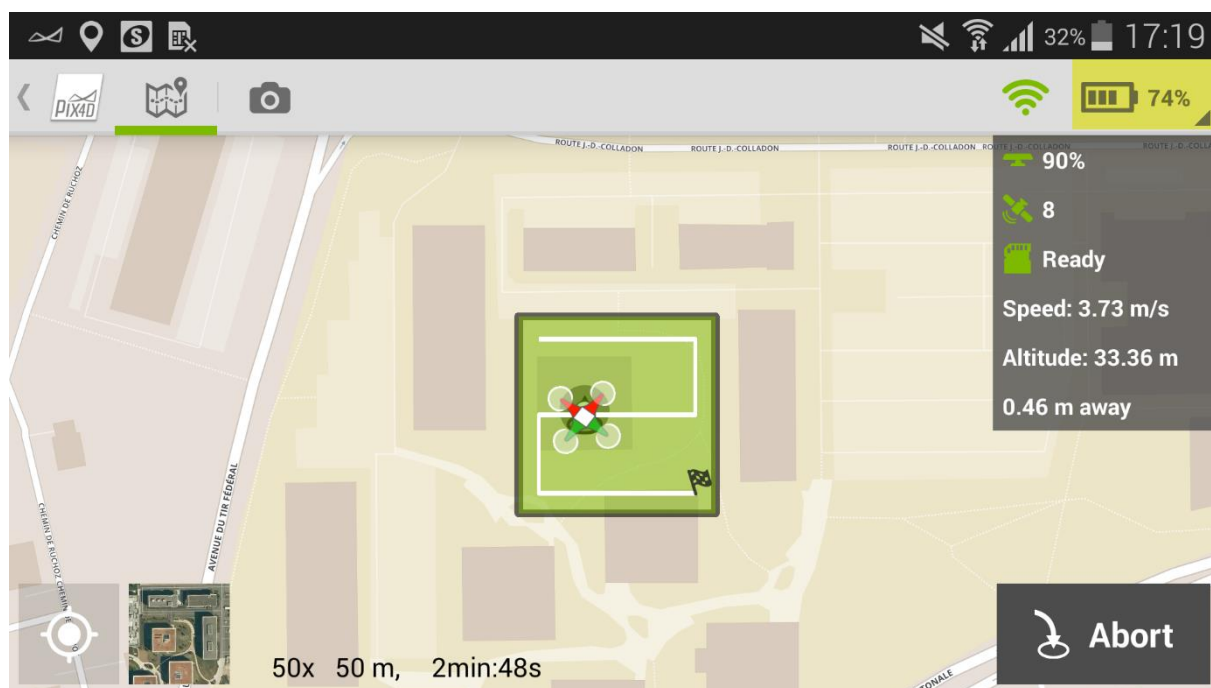 32% 17:19
PIX4D 74%
ROUTE J.-D.-COLLADON ROUTE J.-D.-COLLADON ROUTE J.-D.-COLLADON
90%
CHEMIN DE RUCHOZ
8
Ready
Speed: 3.73 m/s
Altitude: 33.36 m
0.46 m away
AVENUE DU TIR FÉDÉRAL
CHEMIN DE RUCHOZ CHEMIN
50x 50 m, 2min:48s
Abort